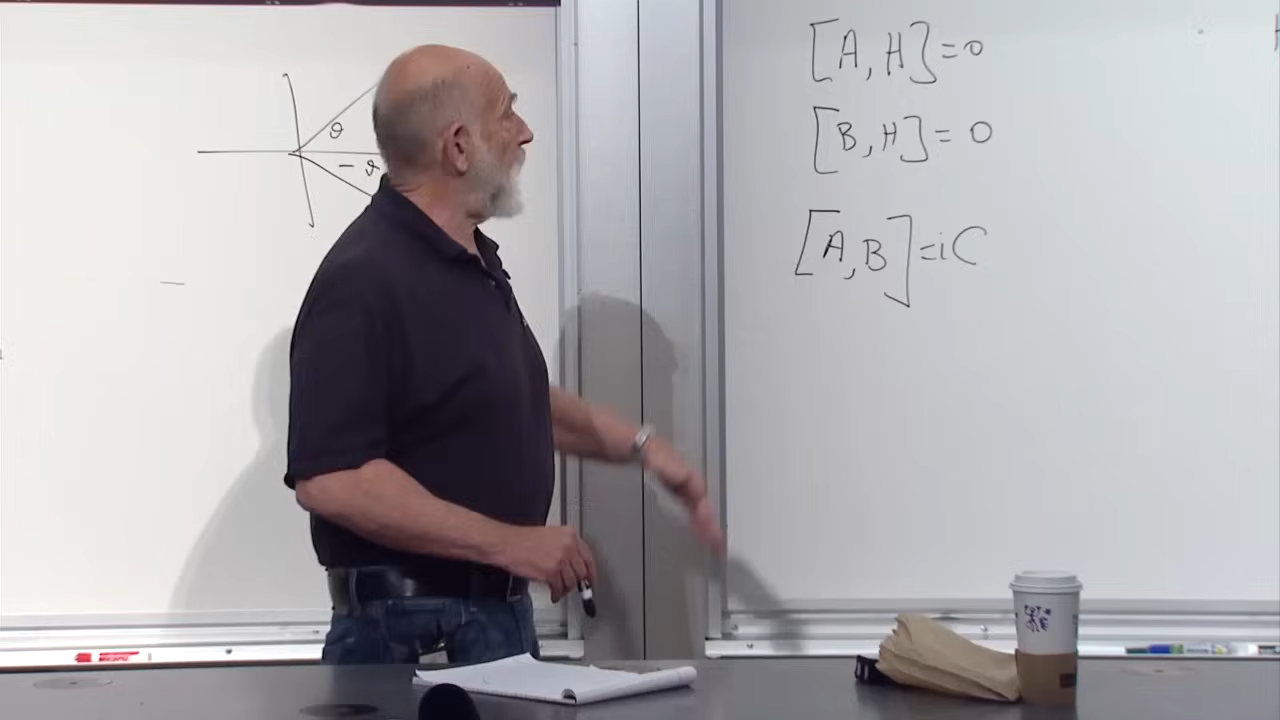 θ
-θ
[A, H] = 0
[B, H] = 0
[A, B] = iC